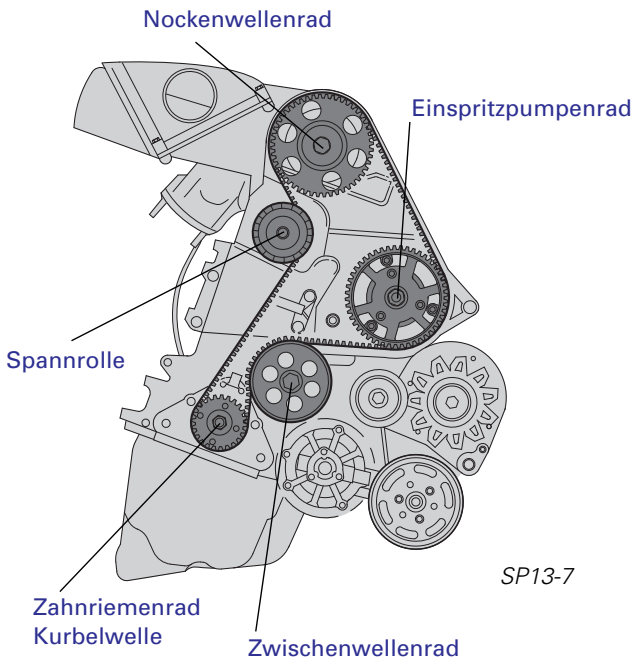 Nockenwellenrad
Einspritzpumpenrad
Spannrolle
SP13-7
Zahnriemenrad
Kurbelwelle
Zwischenwellenrad